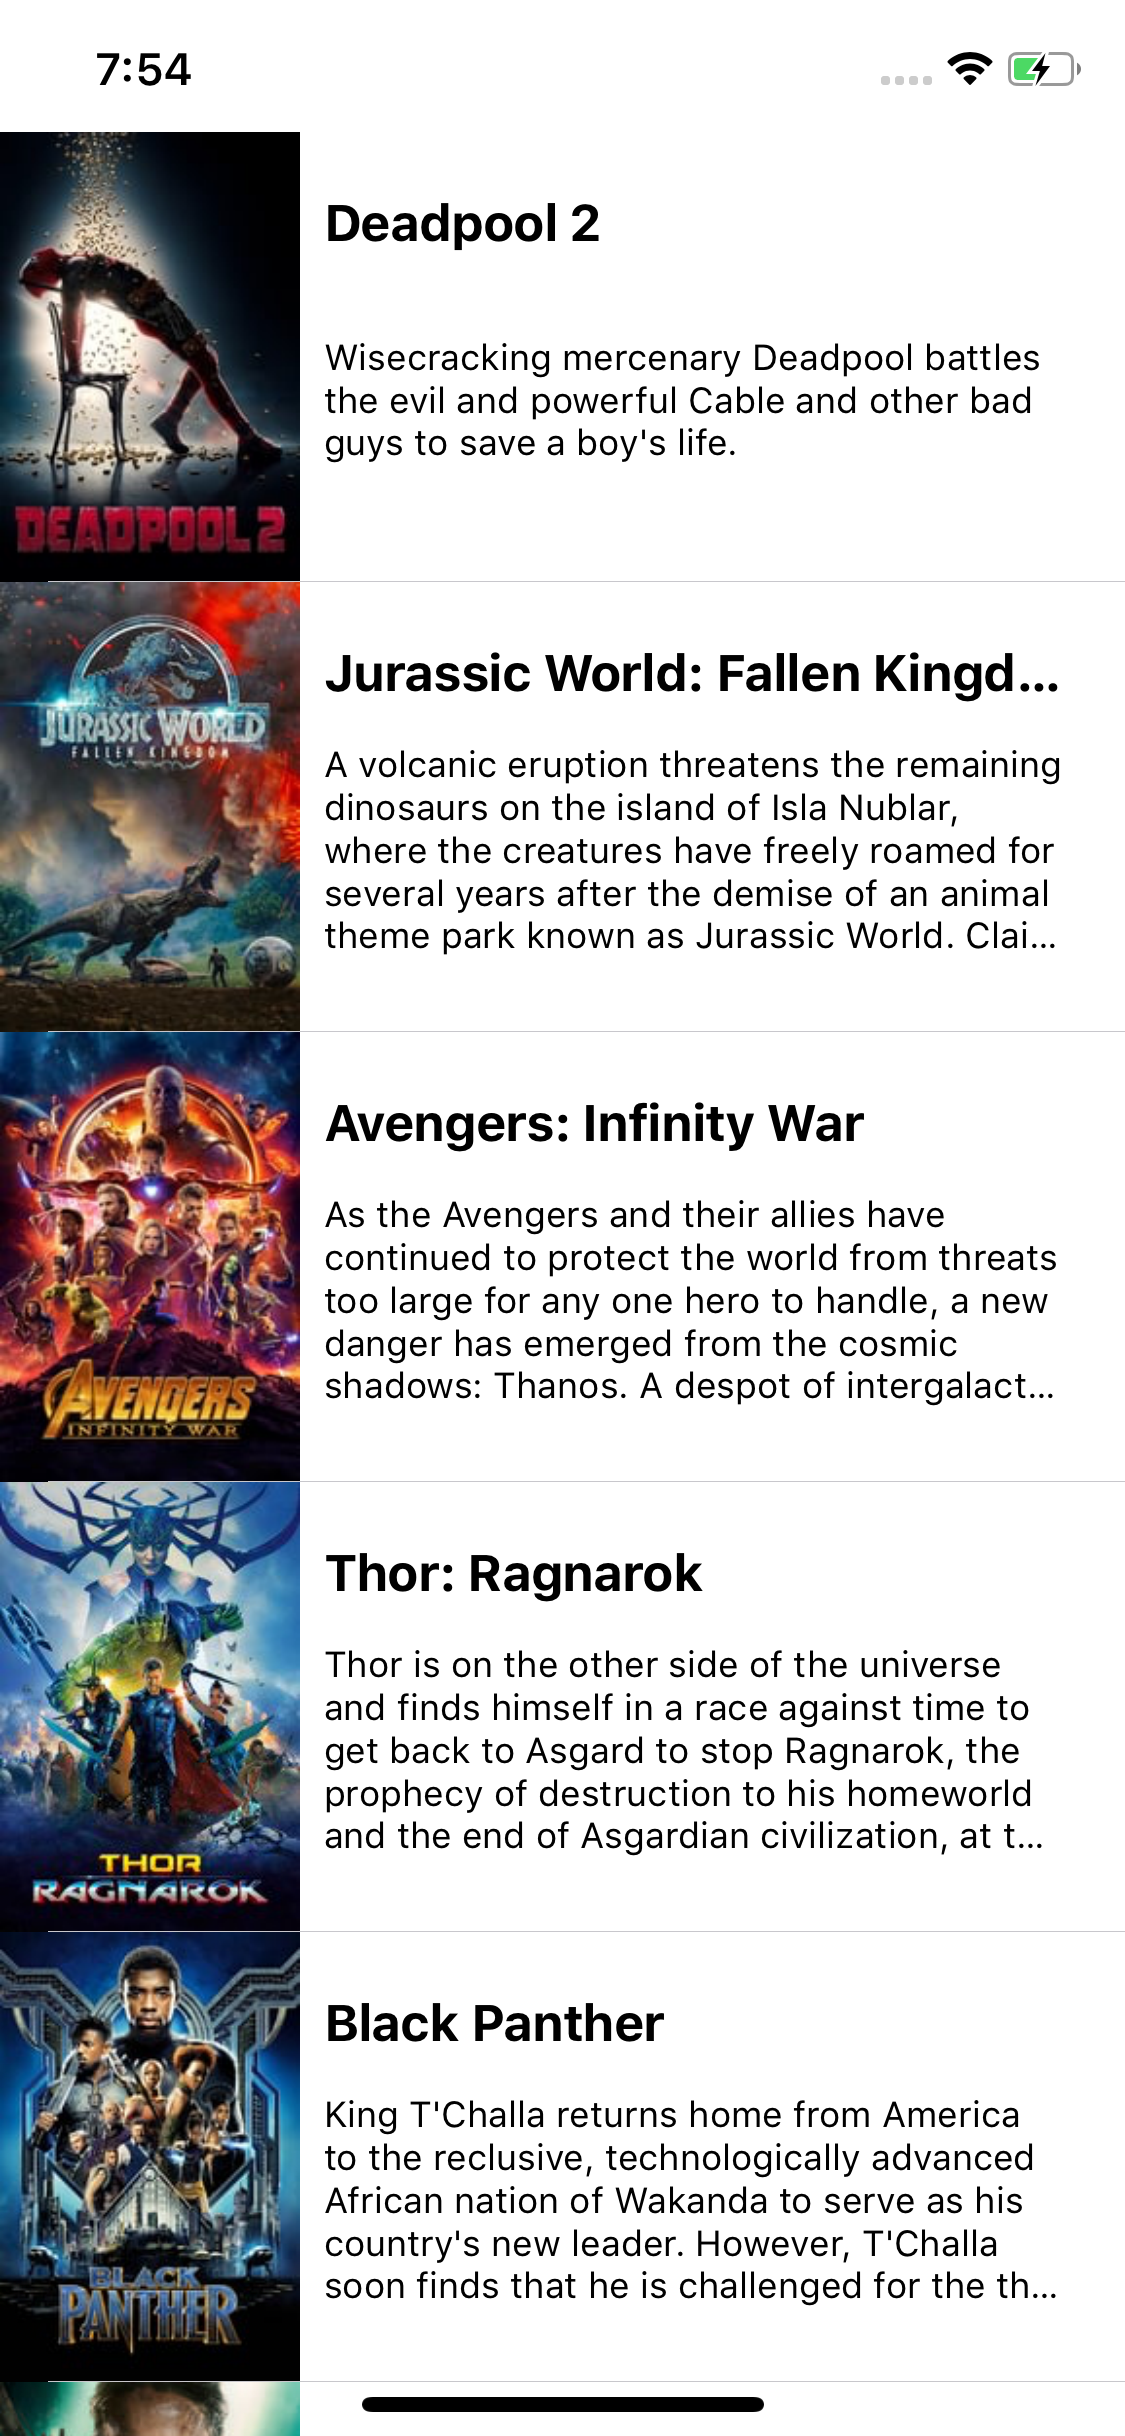 7:54
DEADPOOL 2
Deadpool 2
Wisecracking mercenary Deadpool battles
the evil and powerful Cable and other bad
guys to save a boy's life.
JURASSIC WORLD
FALLEN KINGDOM
Jurassic World: Fallen Kingd...
A volcanic eruption threatens the remaining
dinosaurs on the island of Isla Nublar,
where the creatures have freely roamed for
several years after the demise of an animal
theme park known as Jurassic World. Clai...
AVENGERS
INFINITY WAR
Avengers: Infinity War
As the Avengers and their allies have
continued to protect the world from threats
too large for any one hero to handle, a new
danger has emerged from the cosmic
shadows: Thanos. A despot of intergalact...
THOR
RAGNAROK
Thor: Ragnarok
Thor is on the other side of the universe
and finds himself in a race against time to
get back to Asgard to stop Ragnarok, the
prophecy of destruction to his homeworld
and the end of Asgardian civilization, at t...
BLACK
PANTHER
Black Panther
King T'Challa returns home from America
to the reclusive, technologically advanced
African nation of Wakanda to serve as his
country's new leader. However, T'Challa
soon finds that he is challenged for the th...